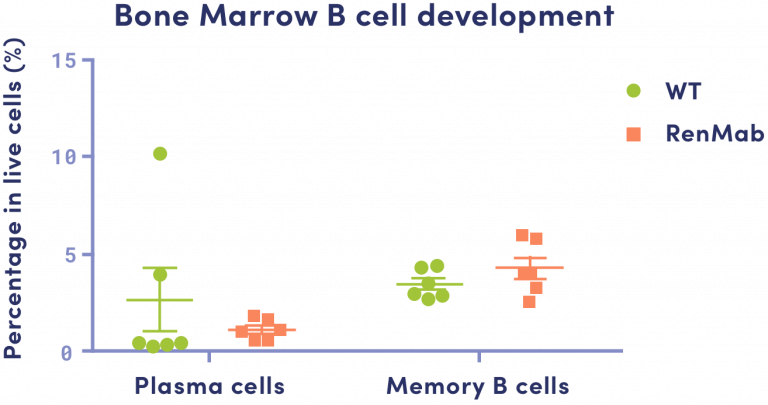 Bone Marrow B cell development
Percentage in live cells (%)
15
10
5
0
Plasma cells
Memory B cells
WT
RenMab